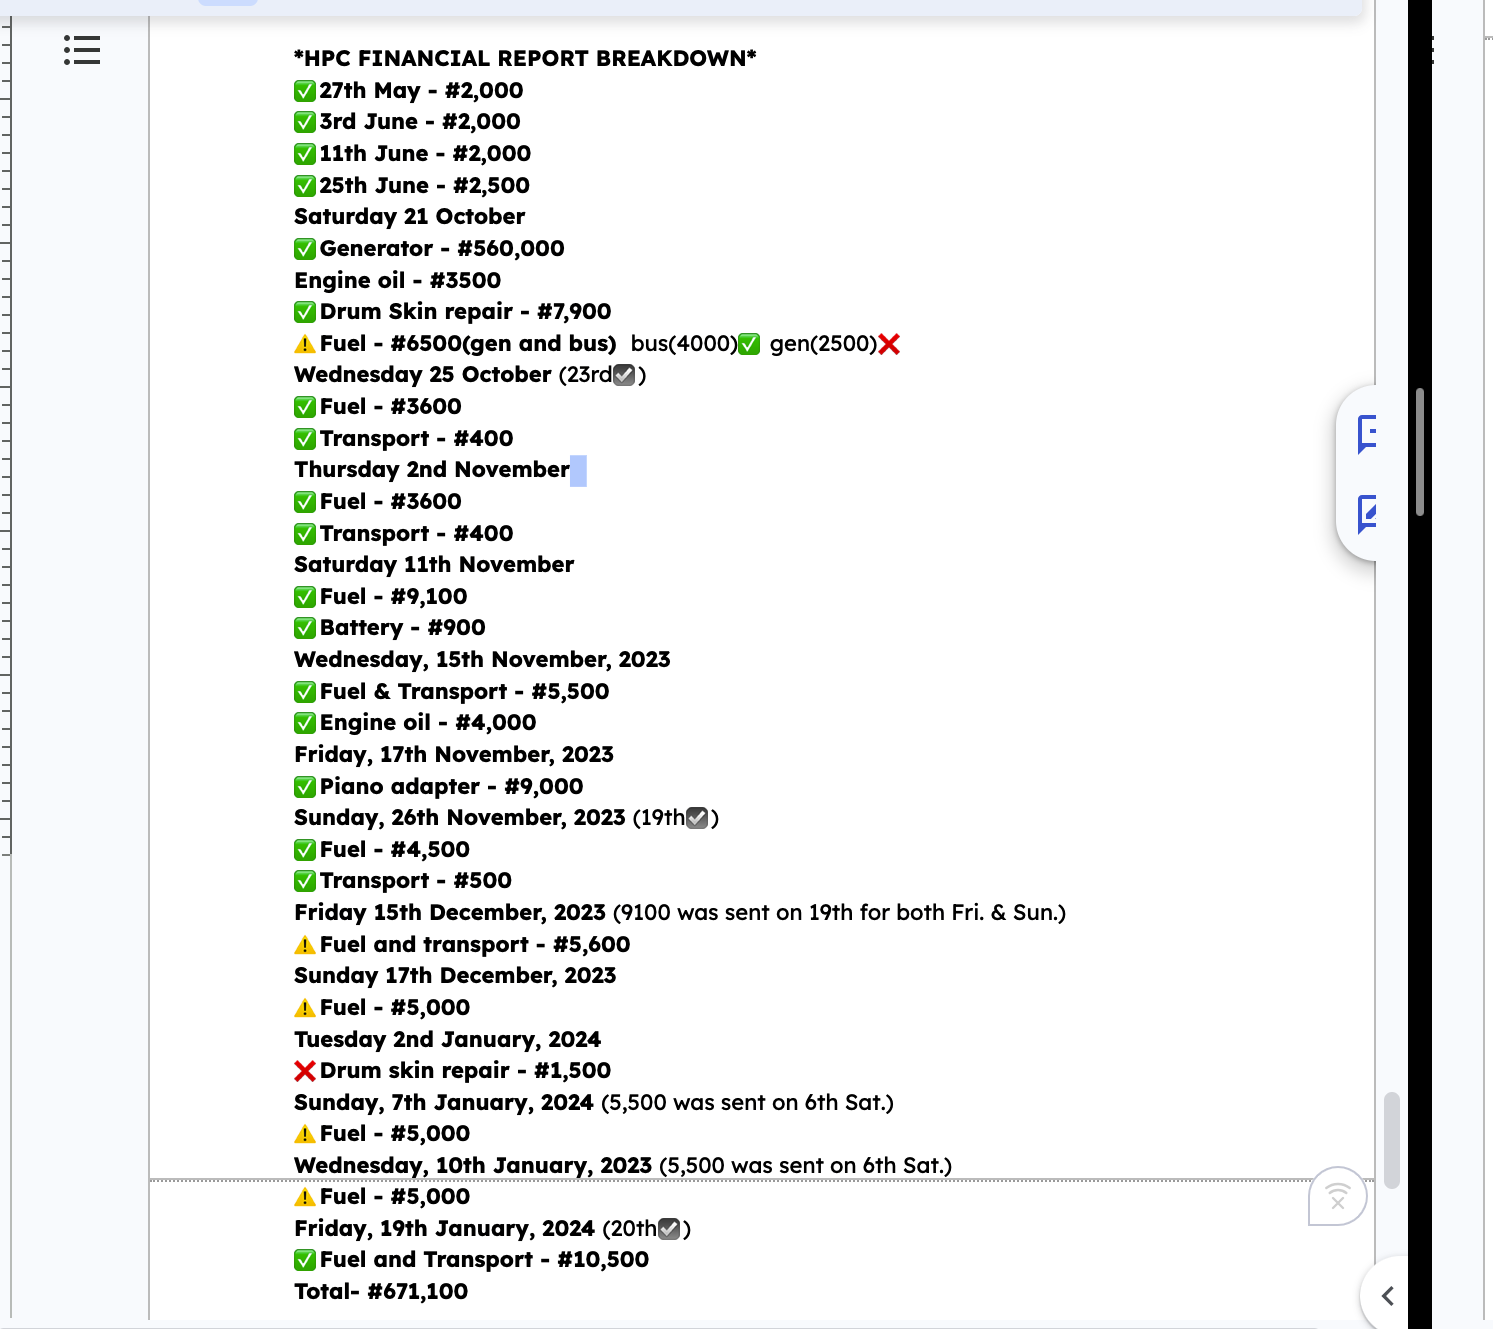 *HPC FINANCIAL REPORT BREAKDOWN*
✅27th May - #2,000
✅3rd June - #2,000
✅11th June - #2,000
✅25th June - #2,500
Saturday 21 October
✅Generator - #560,000
Engine oil - #3500
✅Drum Skin repair - #7,900
⚠️Fuel - #6500(gen and bus)  bus(4000)✅ gen(2500)❌
Wednesday 25 October (23rd☑️)
✅Fuel - #3600
✅Transport - #400
Thursday 2nd November
✅Fuel - #3600
✅Transport - #400
Saturday 11th November
✅Fuel - #9,100
✅Battery - #900
Wednesday, 15th November, 2023
✅Fuel & Transport - #5,500
✅Engine oil - #4,000
Friday, 17th November, 2023
✅Piano adapter - #9,000
Sunday, 26th November, 2023 (19th☑️)
✅Fuel - #4,500
✅Transport - #500
Friday 15th December, 2023 (9100 was sent on 19th for both Fri. & Sun.)
⚠️Fuel and transport - #5,600
Sunday 17th December, 2023
⚠️Fuel - #5,000
Tuesday 2nd January, 2024
❌Drum skin repair - #1,500
Sunday, 7th January, 2024 (5,500 was sent on 6th Sat.)
⚠️Fuel - #5,000
Wednesday, 10th January, 2023 (5,500 was sent on 6th Sat.)
⚠️Fuel - #5,000
Friday, 19th January, 2024 (20th☑️)
✅Fuel and Transport - #10,500
Total- #671,100